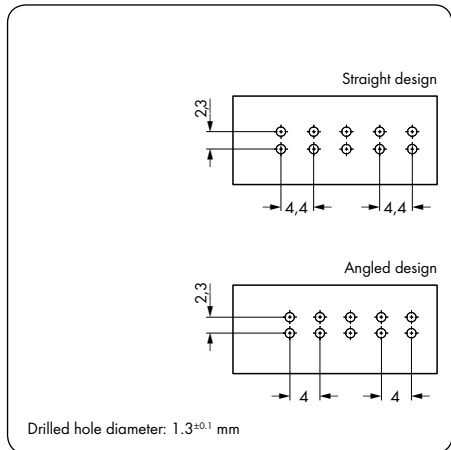 Straight design
2,3
4,4 4,4
Angled design
2,3
4 4
Drilled hole diameter: 1.3±0.1 mm